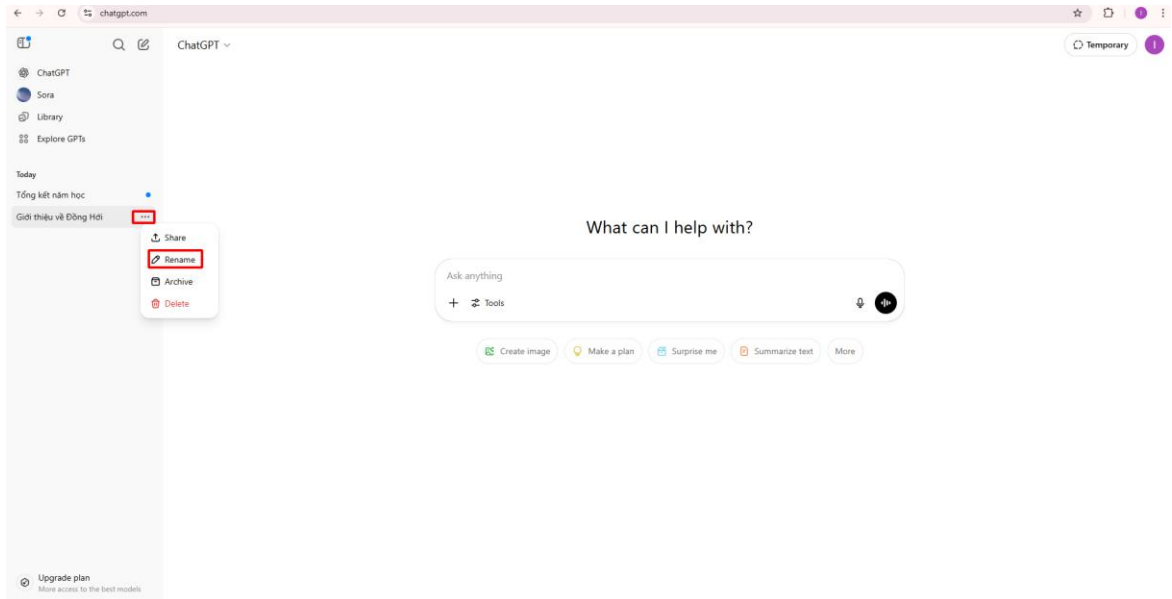 chatgpt.com
ChatGPT
Temporary
I
ChatGPT
Sora
Library
Explore GPTs
Today
Tổng kết năm học
Giới thiệu về Đồng Hới
Share
Rename
Archive
Delete
What can I help with?
Ask anything
Tools
Create image
Make a plan
Surprise me
Summarize text
More
Upgrade plan
More access to the best models